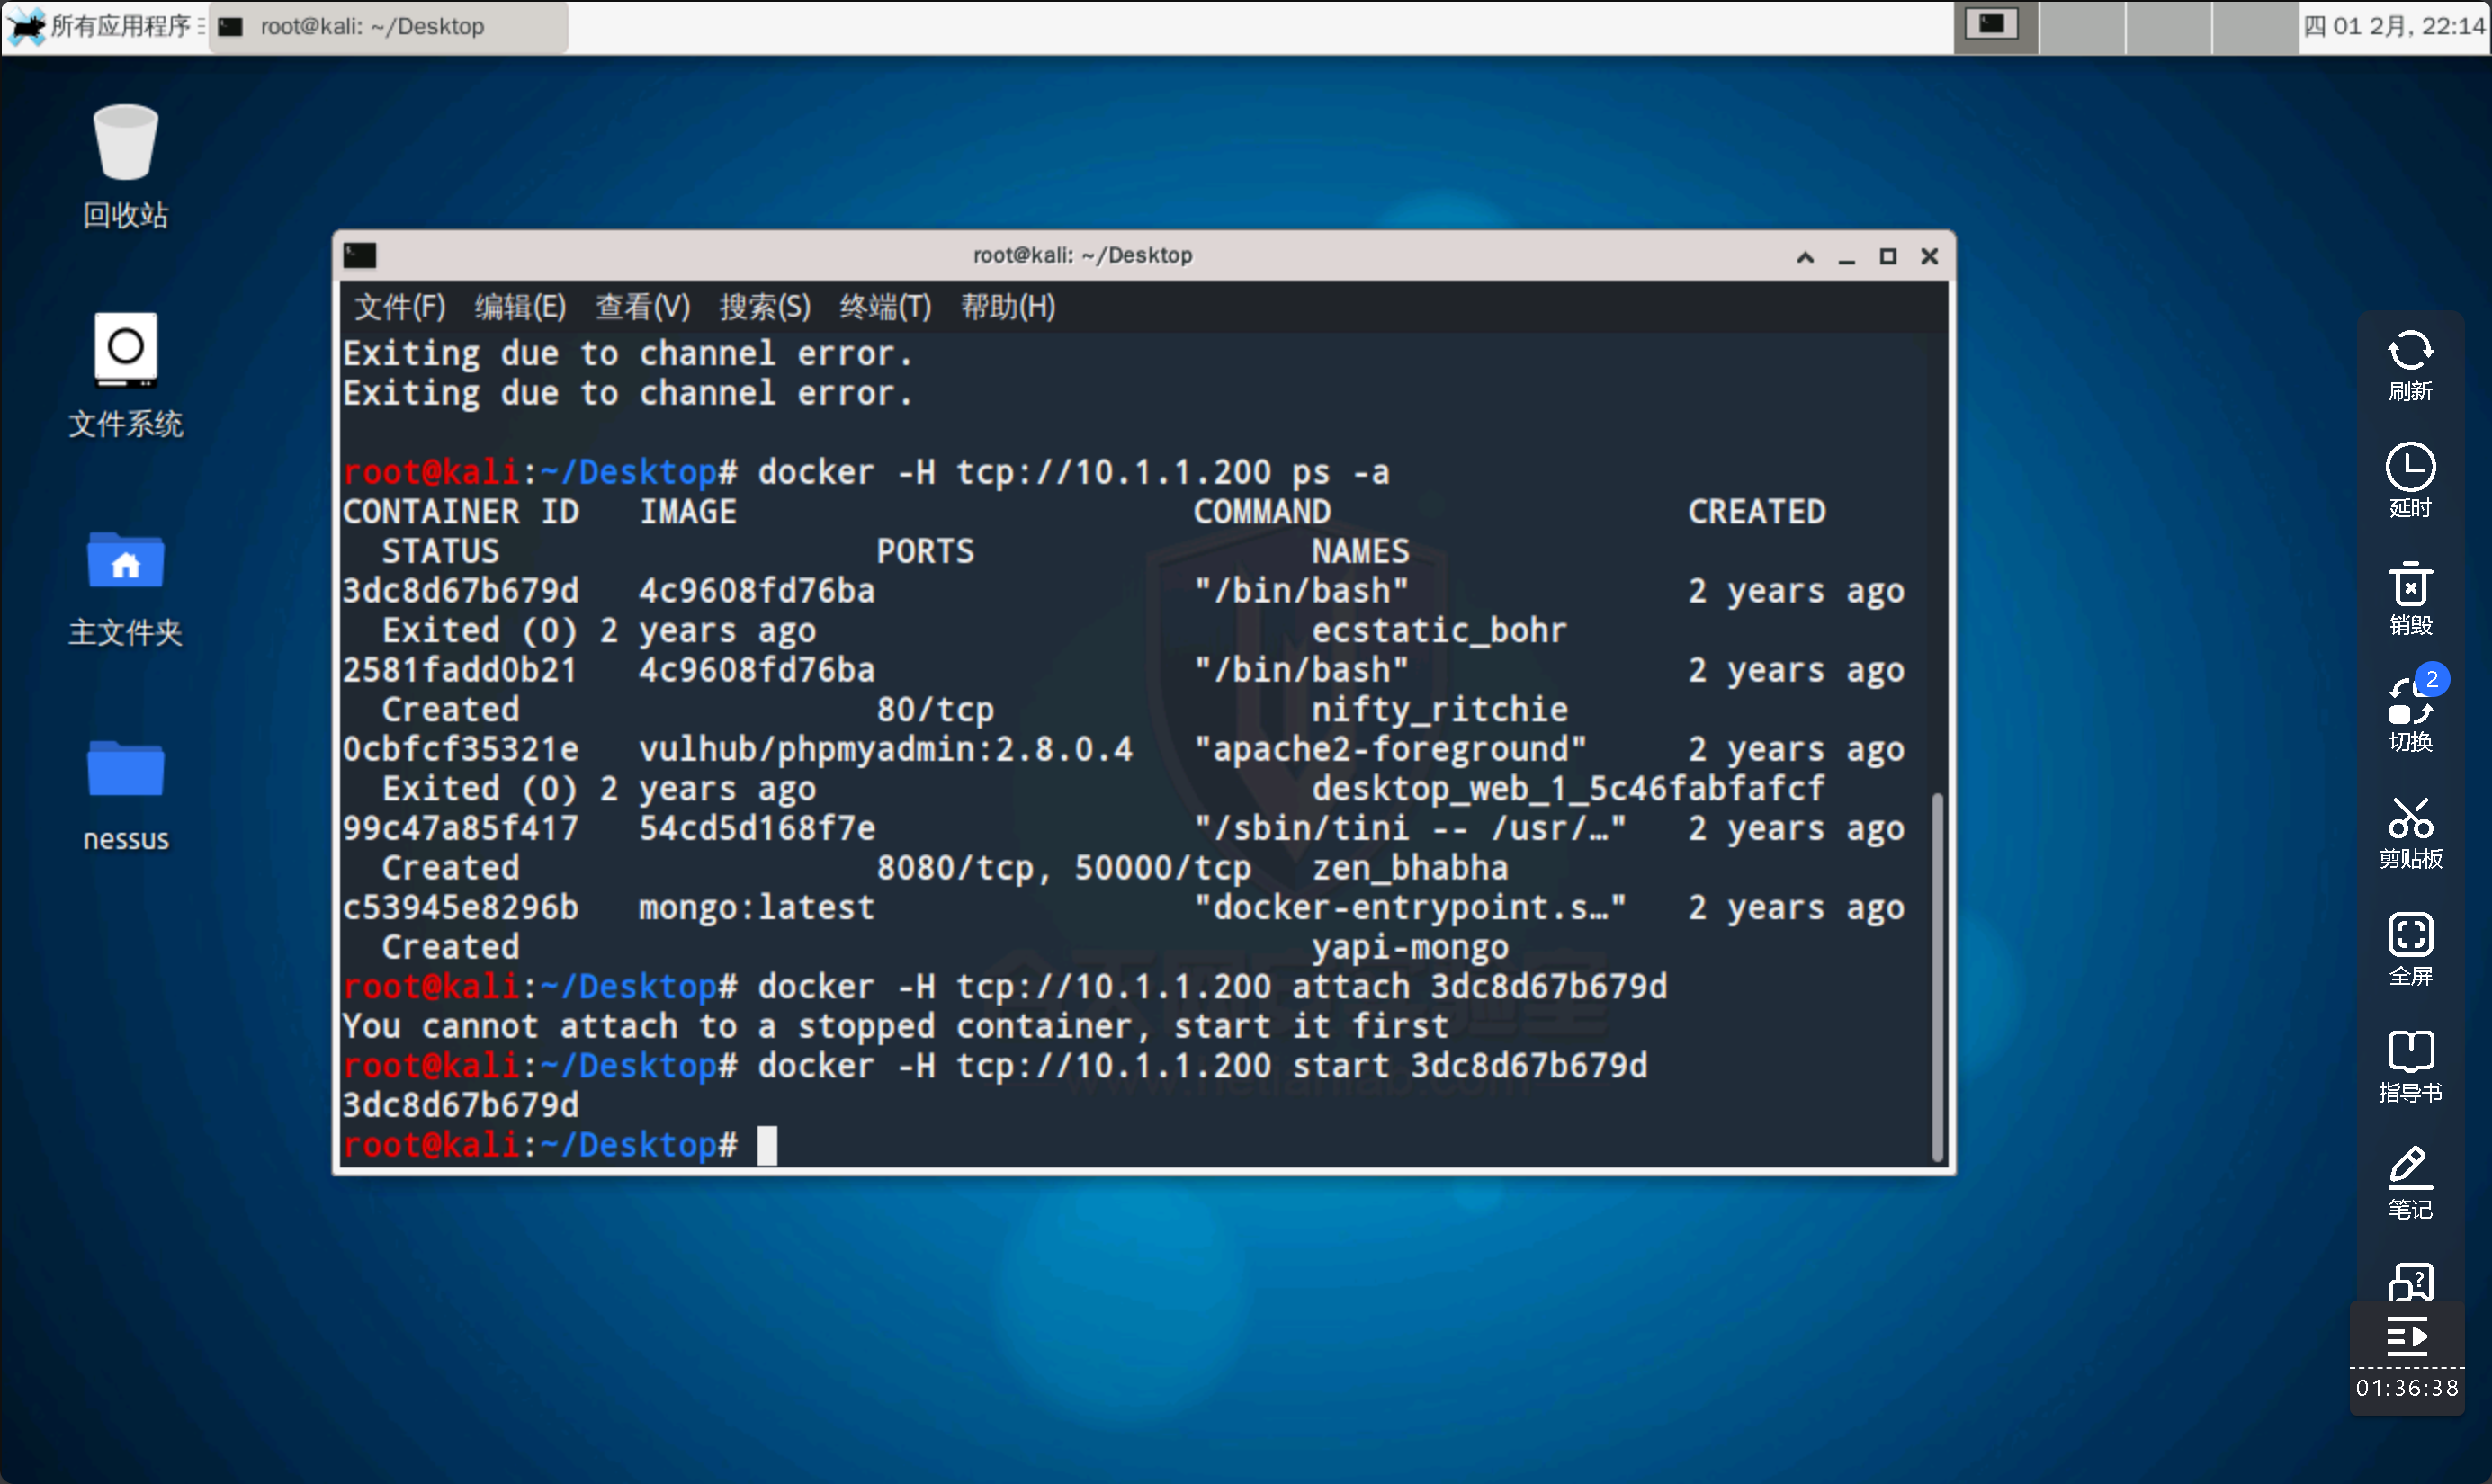 所有应用程序
root@kali: ~/Desktop
四 01 2月, 22:14
回收站
文件系统
主文件夹
nessus
root@kali: ~/Desktop
文件(F) 编辑(E) 查看(V) 搜索(S) 终端(T) 帮助(H)
Exiting due to channel error.
Exiting due to channel error.
root@kali:~/Desktop# docker -H tcp://10.1.1.200 ps -a
CONTAINER ID IMAGE COMMAND CREATED
STATUS PORTS NAMES
3dc8d67b679d 4c9608fd76ba "/bin/bash" 2 years ago
Exited (0) 2 years ago ecstatic_bohr
2581fadd0b21 4c9608fd76ba "/bin/bash" 2 years ago
Created 80/tcp nifty_ritchie
0cbfcf35321e vulhub/phpmyadmin:2.8.0.4 "apache2-foreground" 2 years ago
Exited (0) 2 years ago desktop_web_1_5c46fabfafcf
99c47a85f417 54cd5d168f7e "/sbin/tini -- /usr/…" 2 years ago
Created 8080/tcp, 50000/tcp zen_bhabha
c53945e8296b mongo:latest "docker-entrypoint.s…" 2 years ago
Created yapi-mongo
root@kali:~/Desktop# docker -H tcp://10.1.1.200 attach 3dc8d67b679d
You cannot attach to a stopped container, start it first
root@kali:~/Desktop# docker -H tcp://10.1.1.200 start 3dc8d67b679d
3dc8d67b679d
root@kali:~/Desktop#
刷新
延时
销毁
2
切换
剪贴板
全屏
指导书
笔记
01:36:38